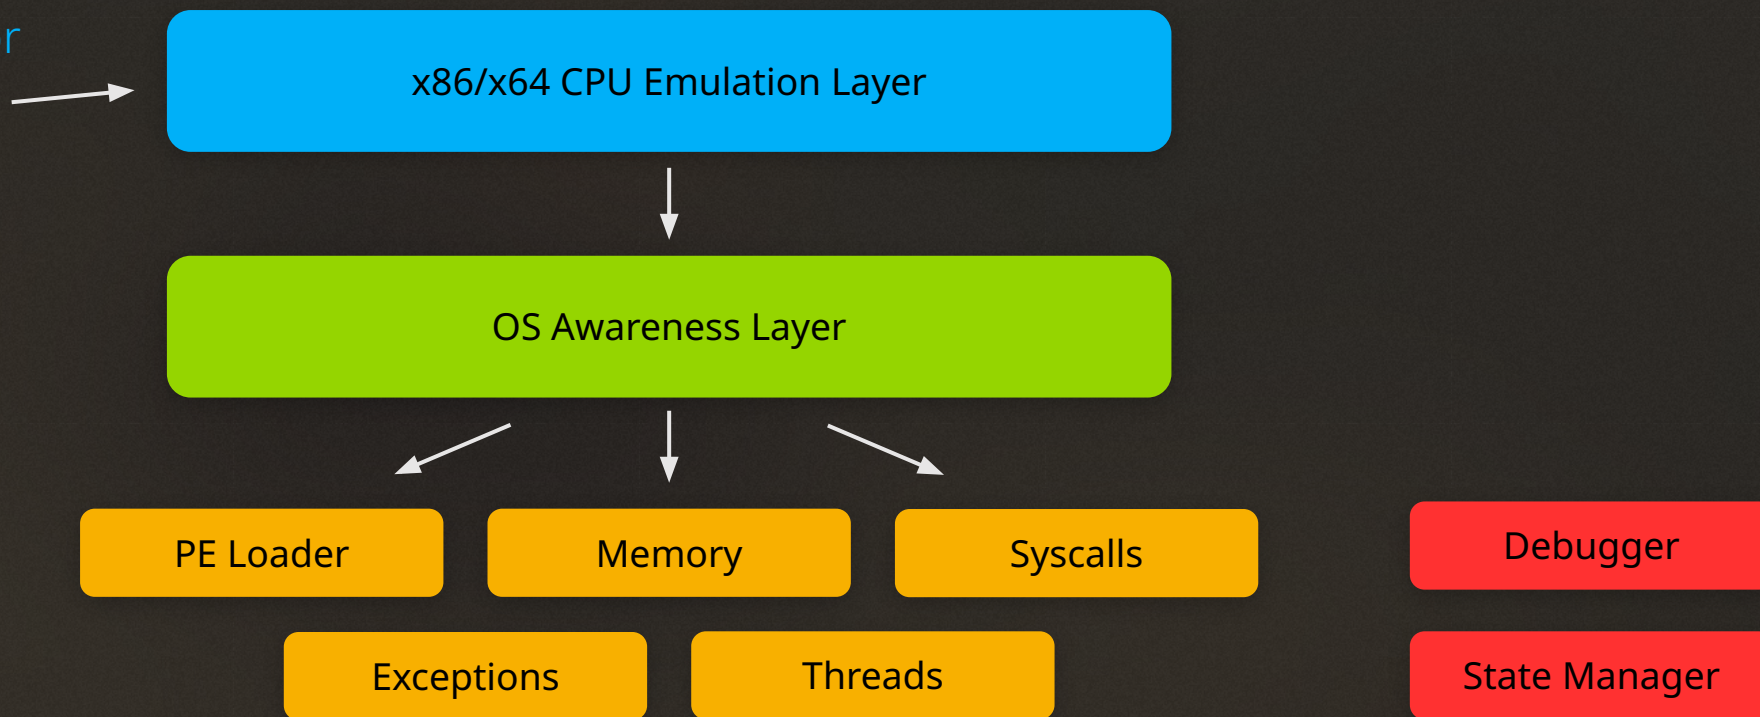 x86/x64 CPU Emulation Layer
OS Awareness Layer
PE Loader
Memory
Syscalls
Debugger
Exceptions
Threads
State Manager